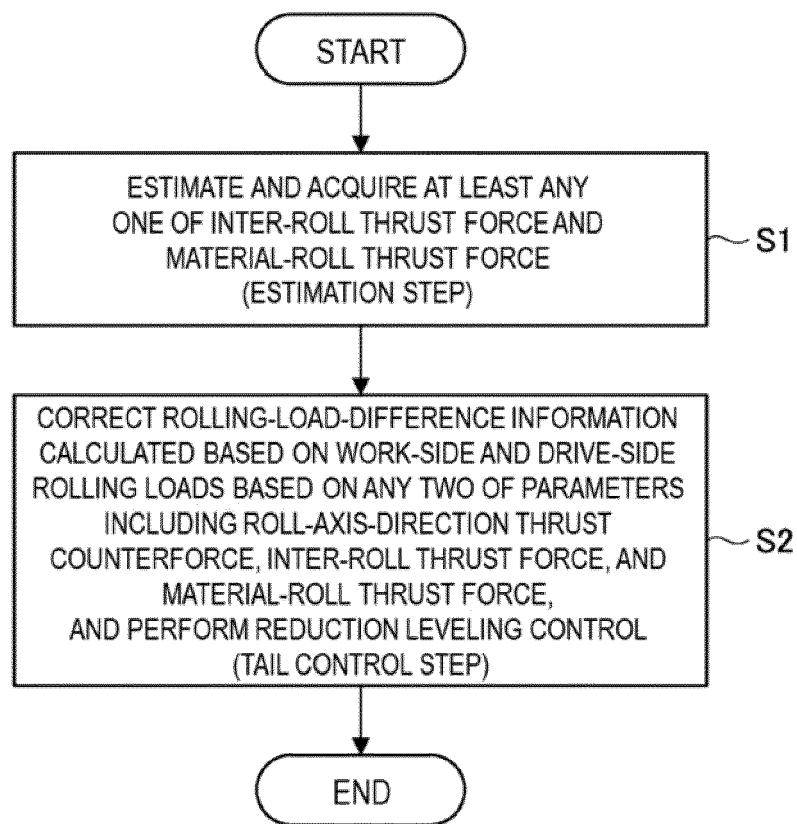 START
ESTIMATE AND ACQUIRE AT LEAST ANY
ONE OF INTER-ROLL THRUST FORCE AND
MATERIAL-ROLL THRUST FORCE
(ESTIMATION STEP)
S1
CORRECT ROLLING-LOAD-DIFFERENCE INFORMATION
CALCULATED BASED ON WORK-SIDE AND DRIVE-SIDE
ROLLING LOADS BASED ON ANY TWO OF PARAMETERS
INCLUDING ROLL-AXIS-DIRECTION THRUST
COUNTERFORCE, INTER-ROLL THRUST FORCE, AND
MATERIAL-ROLL THRUST FORCE,
AND PERFORM REDUCTION LEVELING CONTROL
(TAIL CONTROL STEP)
S2
END